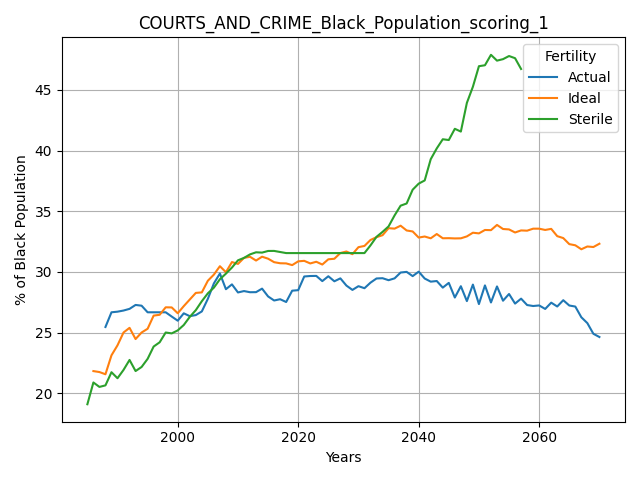 COURTS_AND_CRIME_Black_Population_scoring_1
Fertility
Actual
Ideal
Sterile
% of Black Population
45
40
35
30
25
20
2000
2020
2040
2060
Years